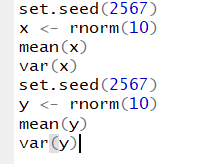 set.seed(2567)
x <- rnorm(10)
mean(x)
var(x)
set.seed(2567)
y <- rnorm(10)
mean(y)
var(y)